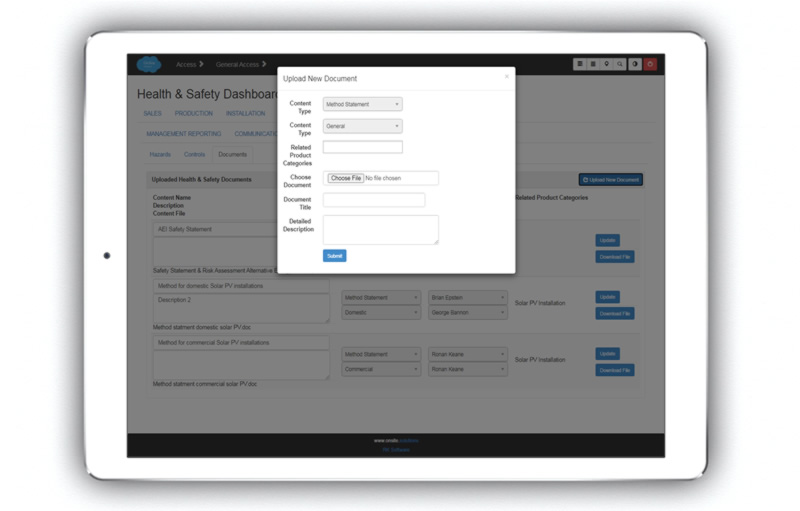 Access
General Access
Upload New Document
×
Health & Safety Dashboar
Content Type
Method Statement
SALES PRODUCTION INSTALLATION
Content Type
General
MANAGEMENT REPORTING COMMUNICATI
Related Product Categories
Hazards Controls Documents
Choose Document
Choose File No file chosen
Uploaded Health & Safety Documents
Upload New Document
Document Title
Content Name
Description
Content File
Related Product Categories
Detailed Description
AEI Safety Statement
Submit
Update
Download File
Safety Statement & Risk Assessment Alternative E
Method for domestic Solar PV installations
Description 2
Method Statement
Brian Epstein
Domestic
George Bannon
Solar PV Installation
Update
Download File
Method statment domestic solar PV.doc
Method for commercial Solar PV installations
Method Statement
Ronan Keane
Commercial
Ronan Keane
Solar PV Installation
Update
Download File
Method statment commercial solar PV.doc